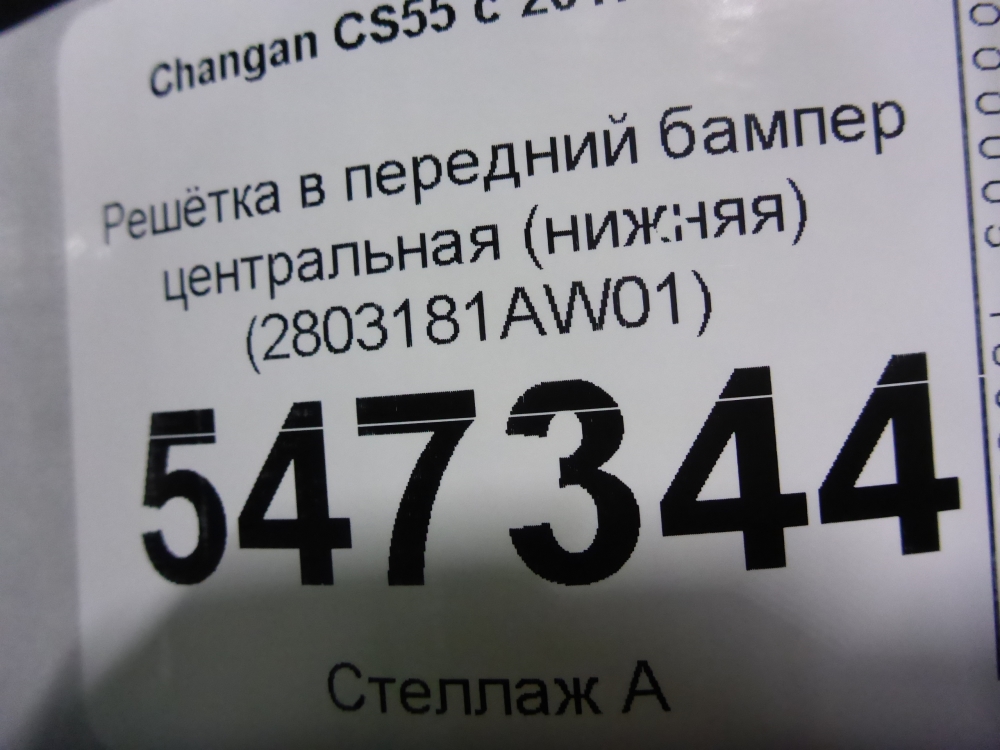 Changan CS55 с
Решётка в передний бампер
центральная (нижняя)
(2803181AW01)
547344
Стеллаж А